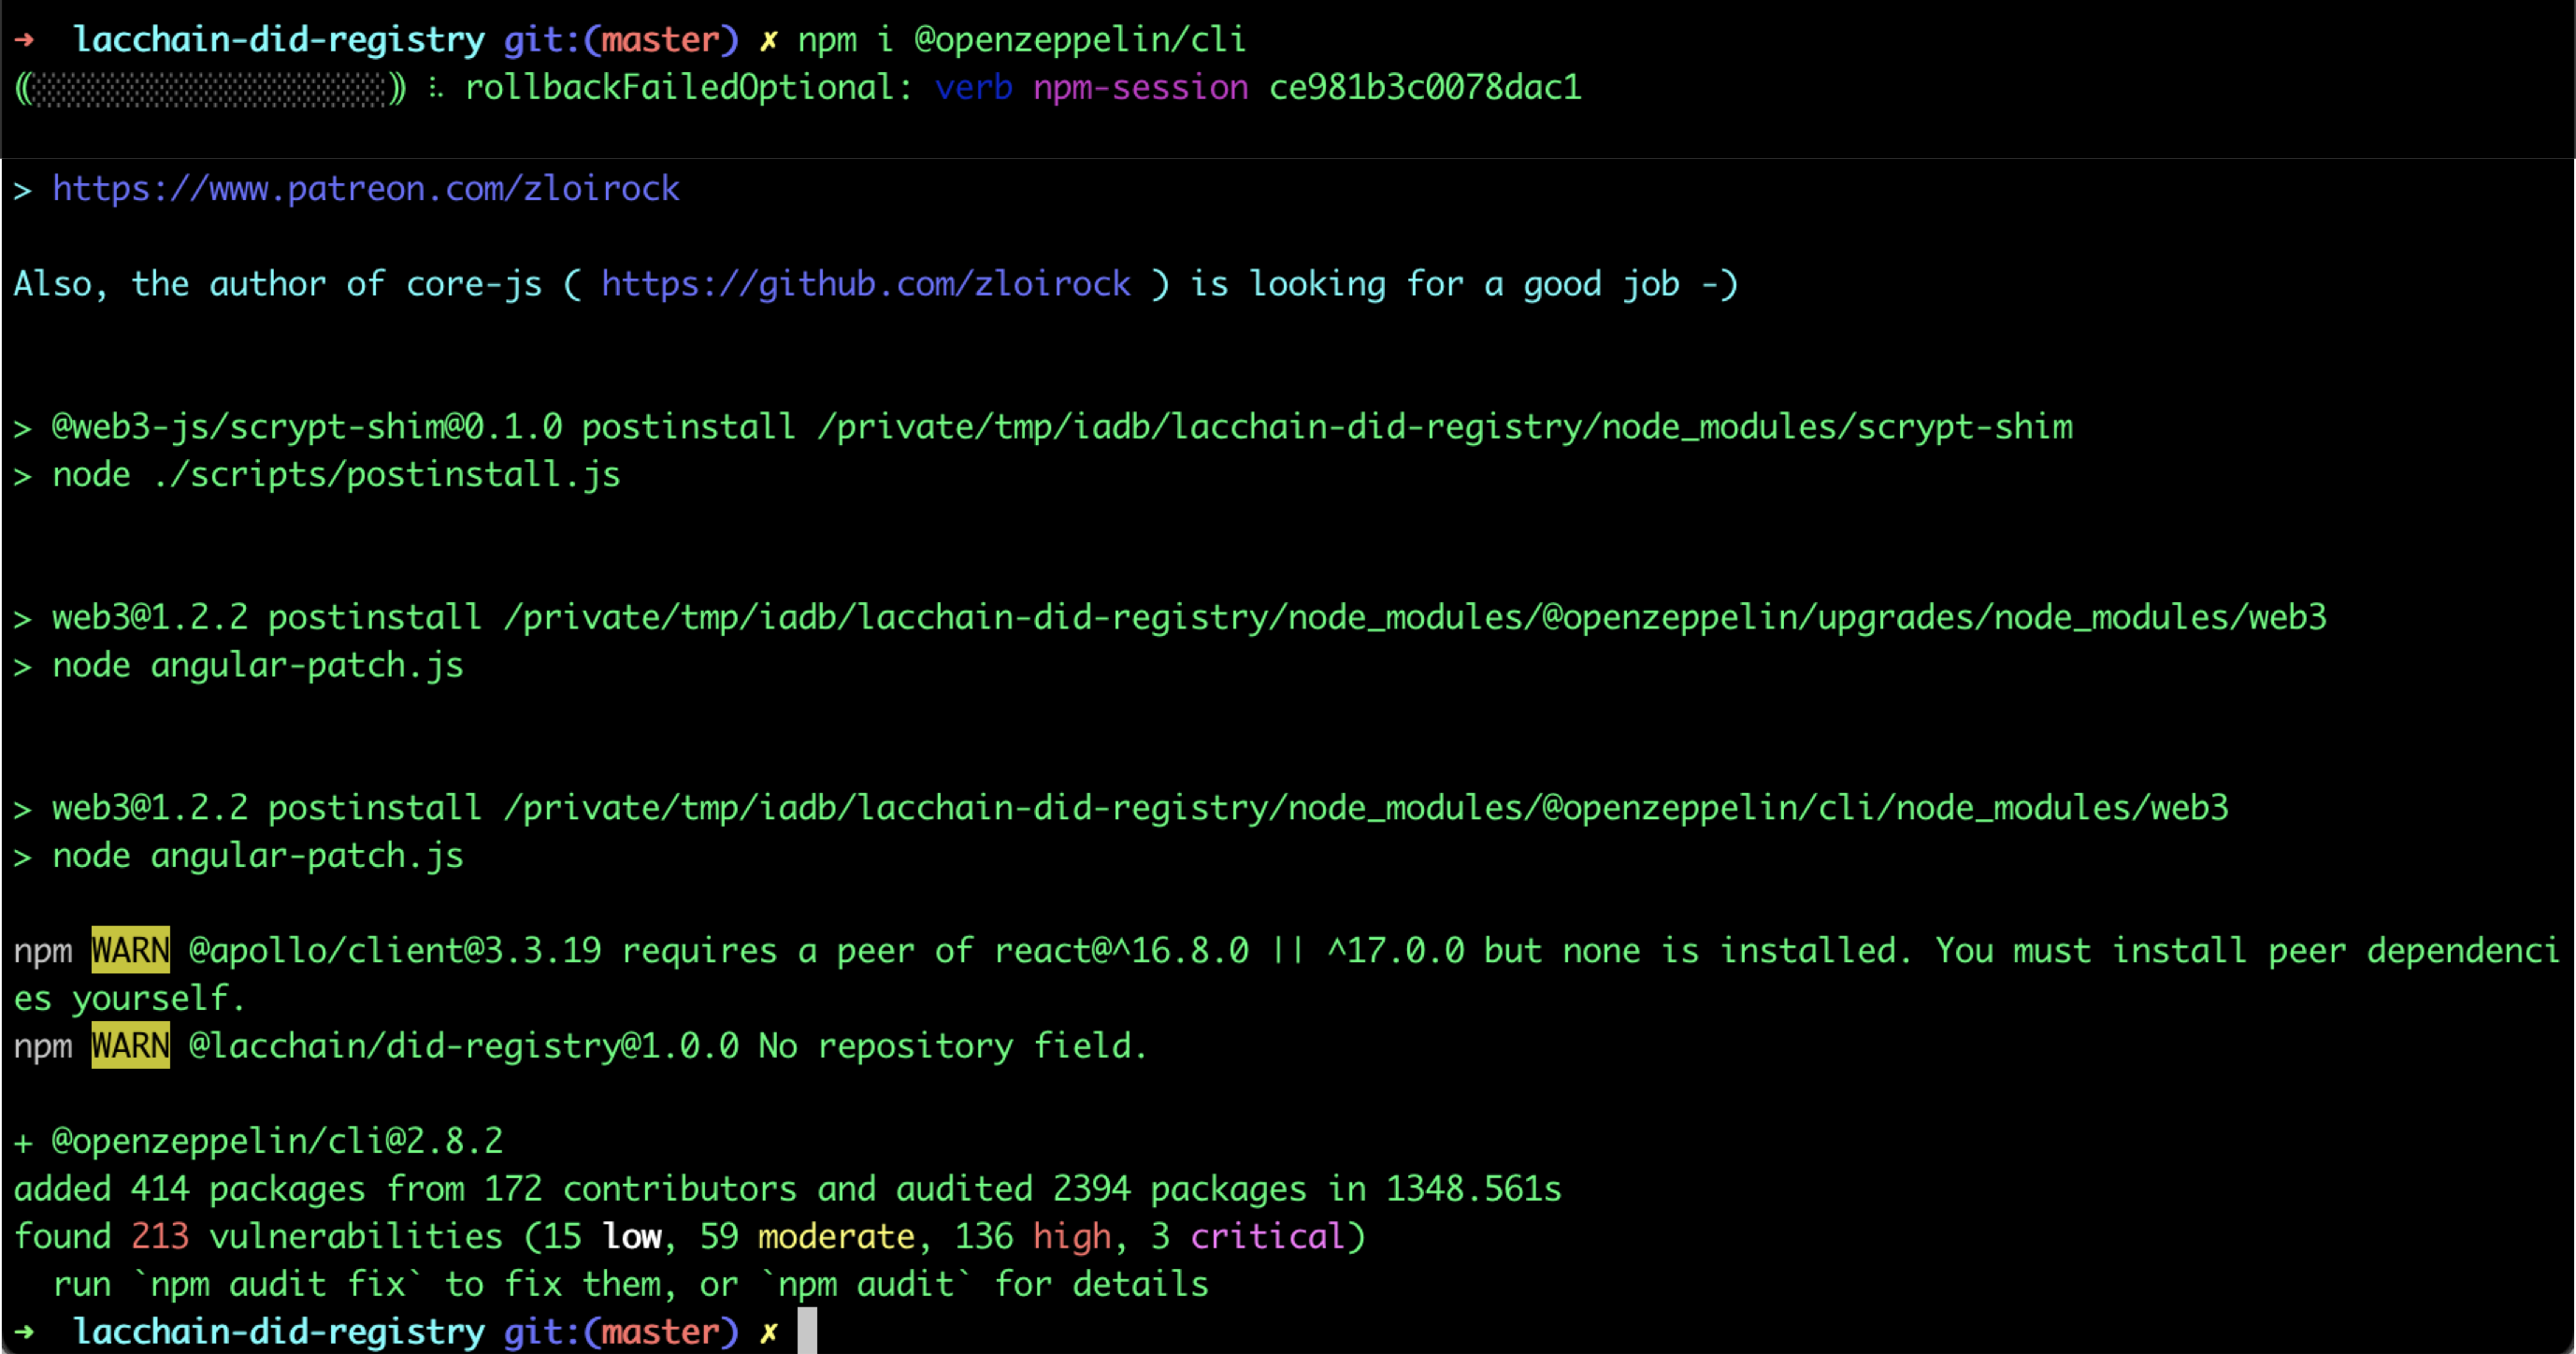 → lacchain-did-registry git:(master) ✗ npm i @openzeppelin/cli
((░░░░░░░░░░░░░░░░░░)) ⠧ rollbackFailedOptional: verb npm-session ce981b3c0078dac1
> https://www.patreon.com/zloirock
Also, the author of core-js ( https://github.com/zloirock ) is looking for a good job -)
> @web3-js/scrypt-shim@0.1.0 postinstall /private/tmp/iadb/lacchain-did-registry/node_modules/scrypt-shim
> node ./scripts/postinstall.js
> web3@1.2.2 postinstall /private/tmp/iadb/lacchain-did-registry/node_modules/@openzeppelin/upgrades/node_modules/web3
> node angular-patch.js
> web3@1.2.2 postinstall /private/tmp/iadb/lacchain-did-registry/node_modules/@openzeppelin/cli/node_modules/web3
> node angular-patch.js
npm WARN @apollo/client@3.3.19 requires a peer of react@^16.8.0 || ^17.0.0 but none is installed. You must install peer dependenci
es yourself.
npm WARN @lacchain/did-registry@1.0.0 No repository field.
+ @openzeppelin/cli@2.8.2
added 414 packages from 172 contributors and audited 2394 packages in 1348.561s
found 213 vulnerabilities (15 low, 59 moderate, 136 high, 3 critical)
  run `npm audit fix` to fix them, or `npm audit` for details
→ lacchain-did-registry git:(master) ✗